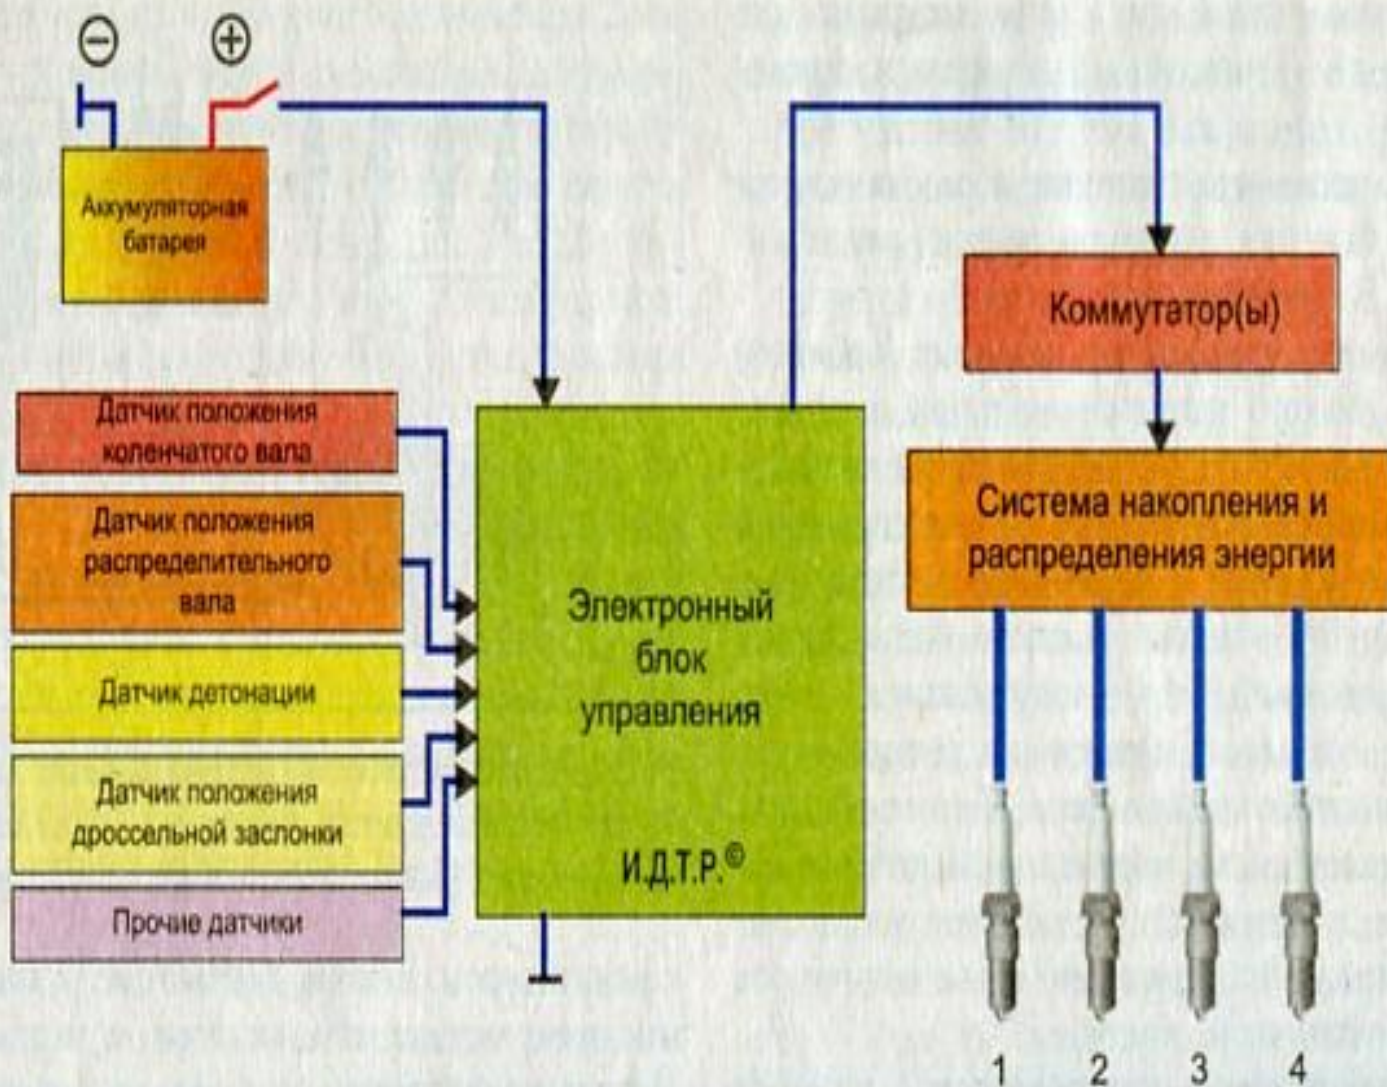 Аккумуляторная
батарея
Датчик положения
коленчатого вала
Датчик положения
распределительного
вала
Датчик детонации
Датчик положения
дроссельной заслонки
Прочие датчики
Электронный
блок
управления
И.Д.Т.Р.©
Коммутатор(ы)
Система накопления и
распределения энергии
1 2 3 4